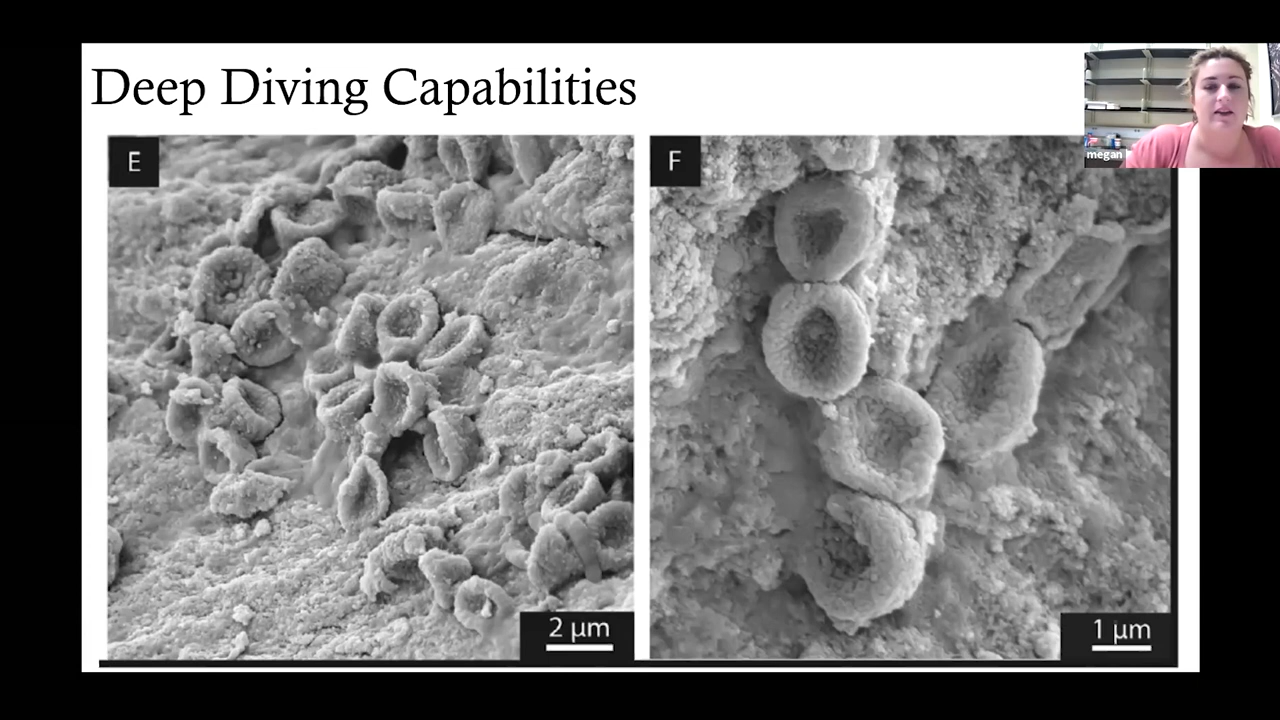 Deep Diving Capabilities
E
F
megan
2 µm
1 µm